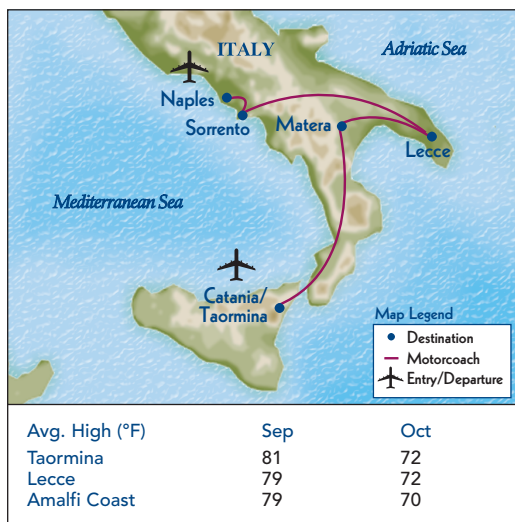 ITALY
Adriatic Sea
Naples
Sorrento
Matera
Lecce
Mediterranean Sea
Catania/
Taormina
Map Legend
Destination
Motorcoach
Entry/Departure
Avg. High (°F) Sep Oct
Taormina 81 72
Lecce 79 72
Amalfi Coast 79 70